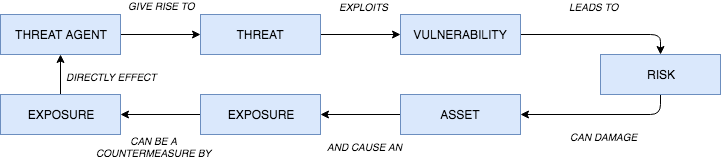 GIVE RISE TO
EXPLOITS
LEADS TO
THREAT AGENT
THREAT
VULNERABILITY
RISK
DIRECTLY EFFECT
EXPOSURE
EXPOSURE
ASSET
CAN DAMAGE
CAN BE A
COUNTERMEASURE BY
AND CAUSE AN